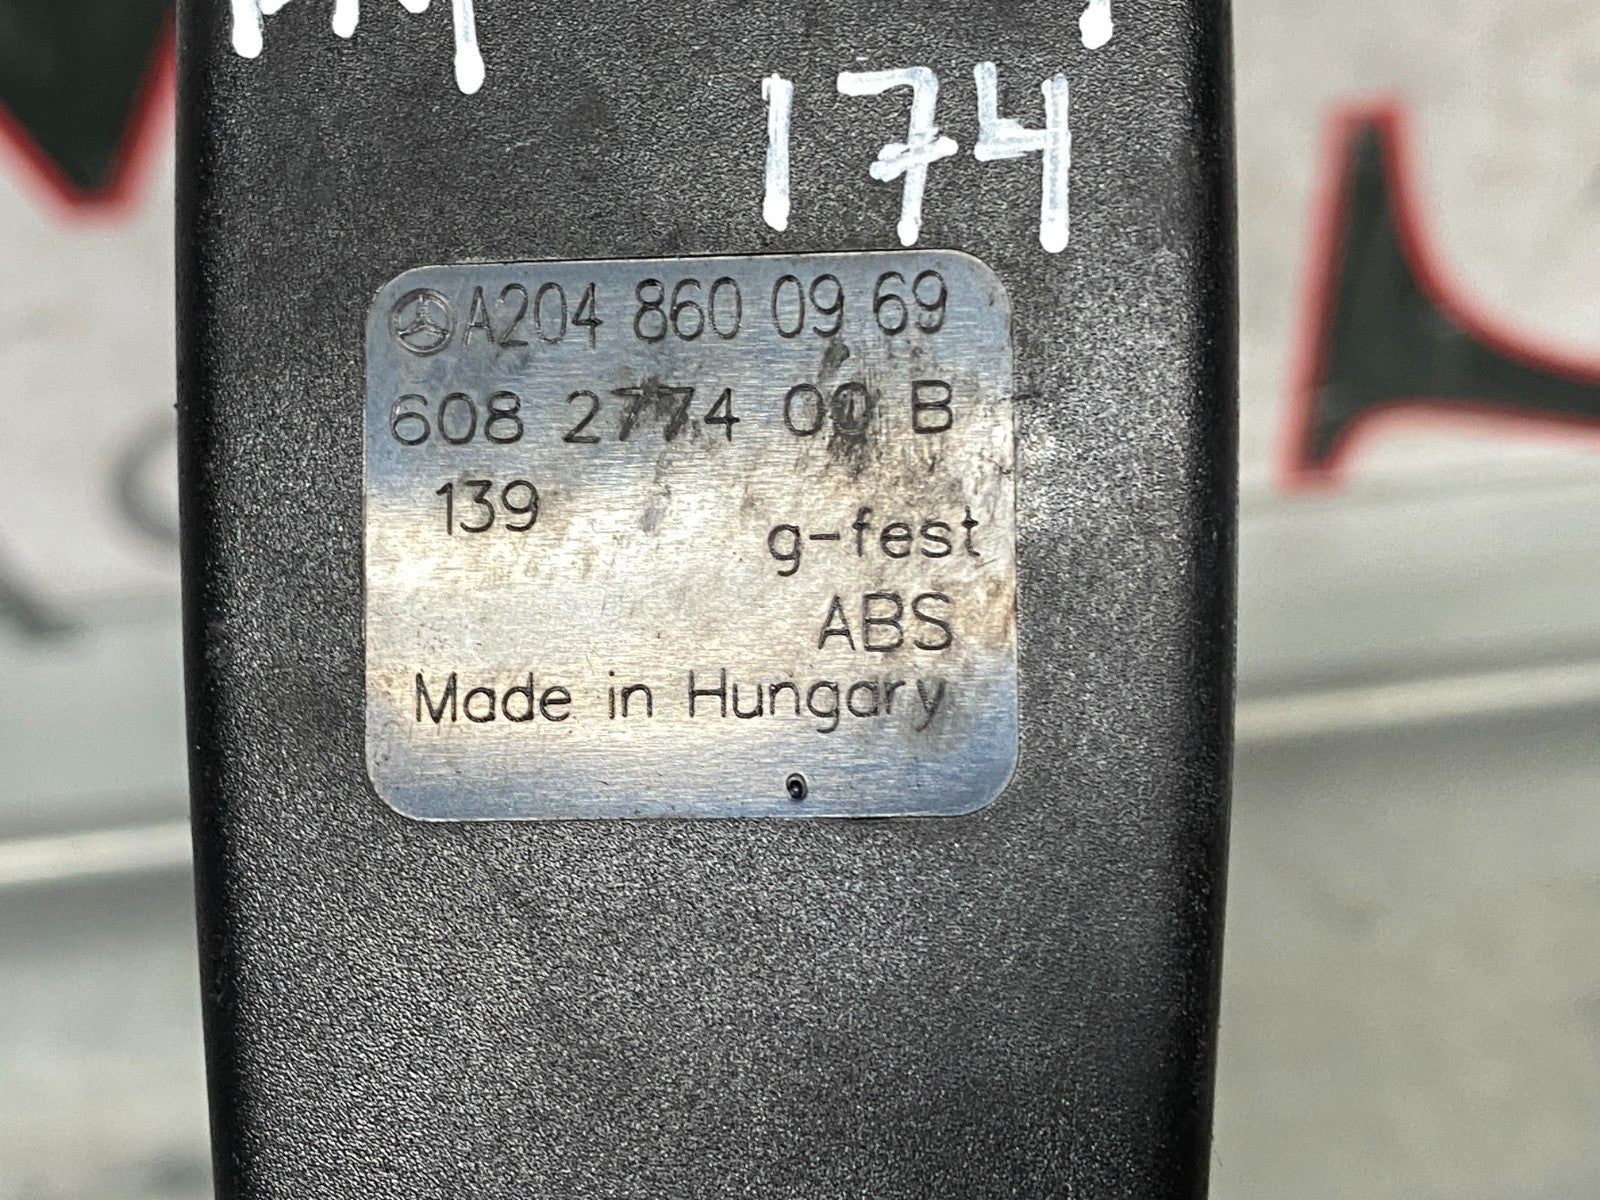 174
A204 860 09 69
608 2774 00 B
139
g-fest
ABS
Made in Hungary